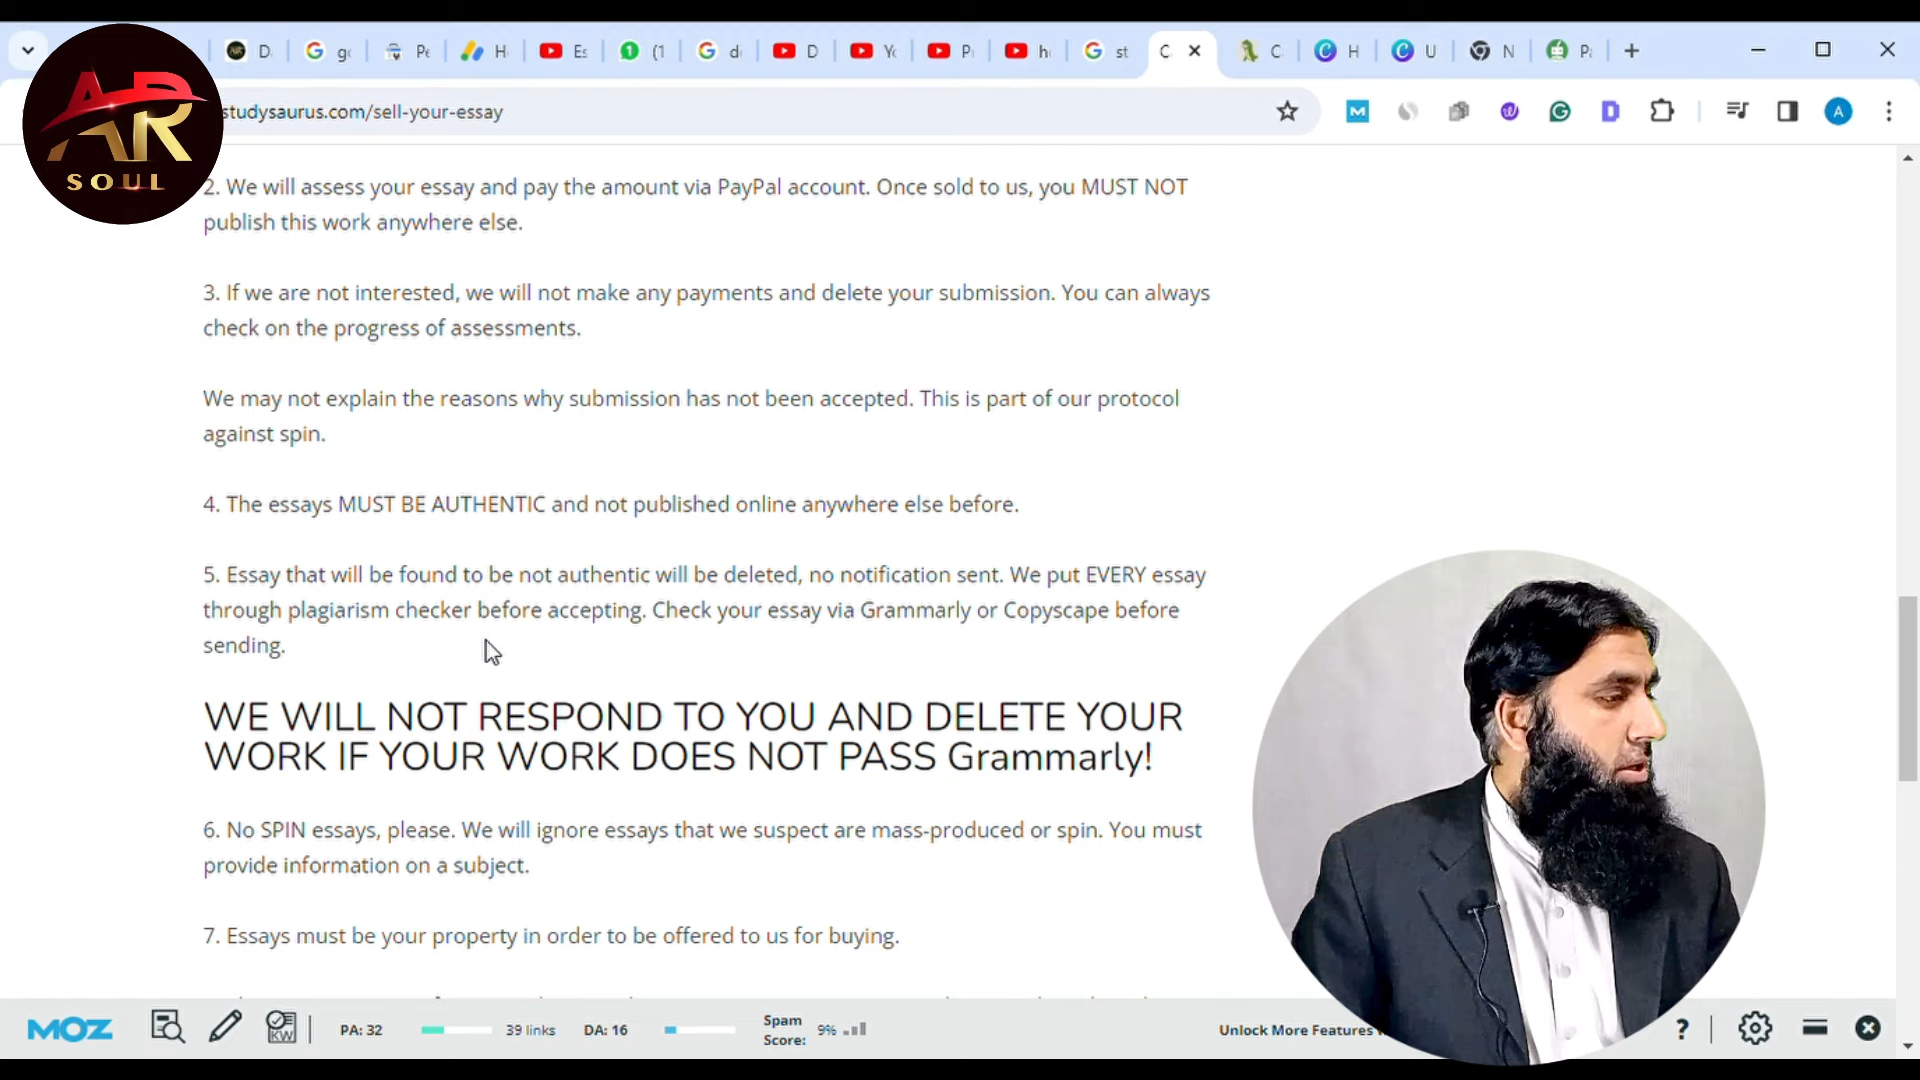 D
g
Pe
H
Es
(1
d
D
Yo
P
h
st
C
C
H
U
N
Pa
studysaurus.com/sell-your-essay
AR
SOUL
2. We will assess your essay and pay the amount via PayPal account. Once sold to us, you MUST NOT
publish this work anywhere else.
3. If we are not interested, we will not make any payments and delete your submission. You can always
check on the progress of assessments.
We may not explain the reasons why submission has not been accepted. This is part of our protocol
against spin.
4. The essays MUST BE AUTHENTIC and not published online anywhere else before.
5. Essay that will be found to be not authentic will be deleted, no notification sent. We put EVERY essay
through plagiarism checker before accepting. Check your essay via Grammarly or Copyscape before
sending.
WE WILL NOT RESPOND TO YOU AND DELETE YOUR
WORK IF YOUR WORK DOES NOT PASS Grammarly!
6. No SPIN essays, please. We will ignore essays that we suspect are mass-produced or spin. You must
provide information on a subject.
7. Essays must be your property in order to be offered to us for buying.
MOZ
KW
PA: 32
39 links
DA: 16
Spam
Score:
9%
Unlock More Features
?